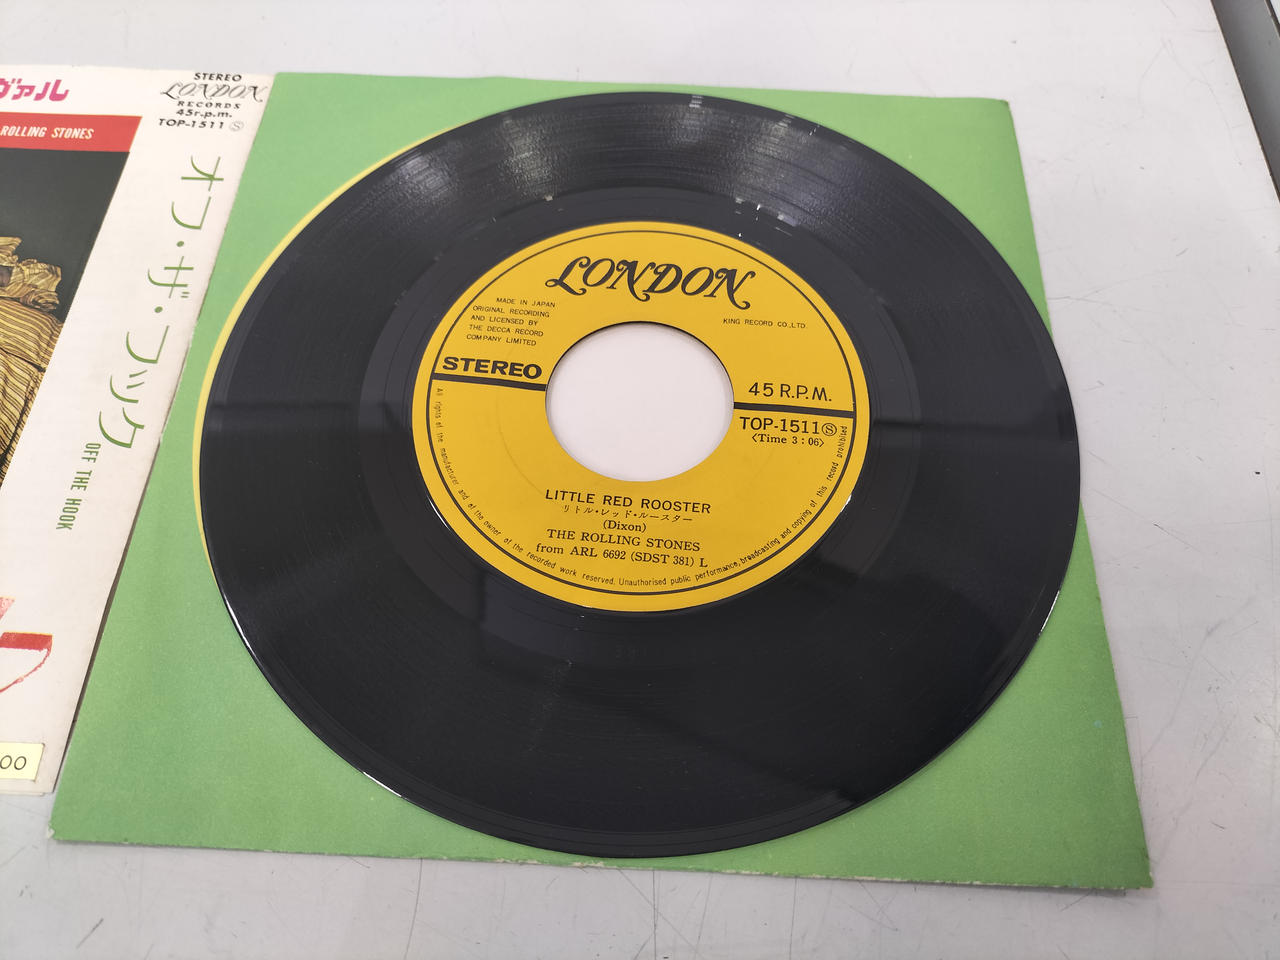 ヴァル
STEREO
LONDON
RECORDS
45r.p.m.
TOP-1511Ⓢ
ROLLING STONES
オフ・ザ・フック
OFF THE HOOK
00
LONDON
MADE IN JAPAN
ORIGINAL RECORDING
AND LICENSED BY
THE DECCA RECORD
COMPANY LIMITED
KING RECORD CO., LTD.
STEREO
45 R.P.M.
TOP-1511Ⓢ
〈Time 3:06〉
LITTLE RED ROOSTER
リトル・レッド・ルースター
(Dixon)
THE ROLLING STONES
from ARL 6692 (SDST 381) L
All rights of the manufacturer and of the owner of the recorded work reserved. Unauthorised public performance, broadcasting and copying of this record prohibited